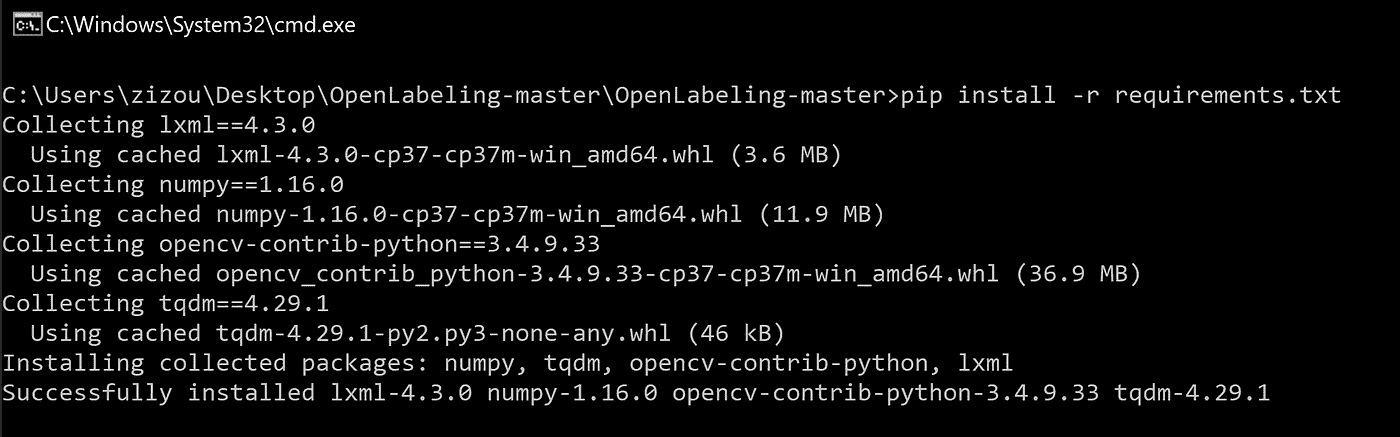 C:\Windows\System32\cmd.exe
C:\Users\zizou\Desktop\OpenLabeling-master\OpenLabeling-master>pip install -r requirements.txt
Collecting lxml==4.3.0
  Using cached lxml-4.3.0-cp37-cp37m-win_amd64.whl (3.6 MB)
Collecting numpy==1.16.0
  Using cached numpy-1.16.0-cp37-cp37m-win_amd64.whl (11.9 MB)
Collecting opencv-contrib-python==3.4.9.33
  Using cached opencv_contrib_python-3.4.9.33-cp37-cp37m-win_amd64.whl (36.9 MB)
Collecting tqdm==4.29.1
  Using cached tqdm-4.29.1-py2.py3-none-any.whl (46 kB)
Installing collected packages: numpy, tqdm, opencv-contrib-python, lxml
Successfully installed lxml-4.3.0 numpy-1.16.0 opencv-contrib-python-3.4.9.33 tqdm-4.29.1